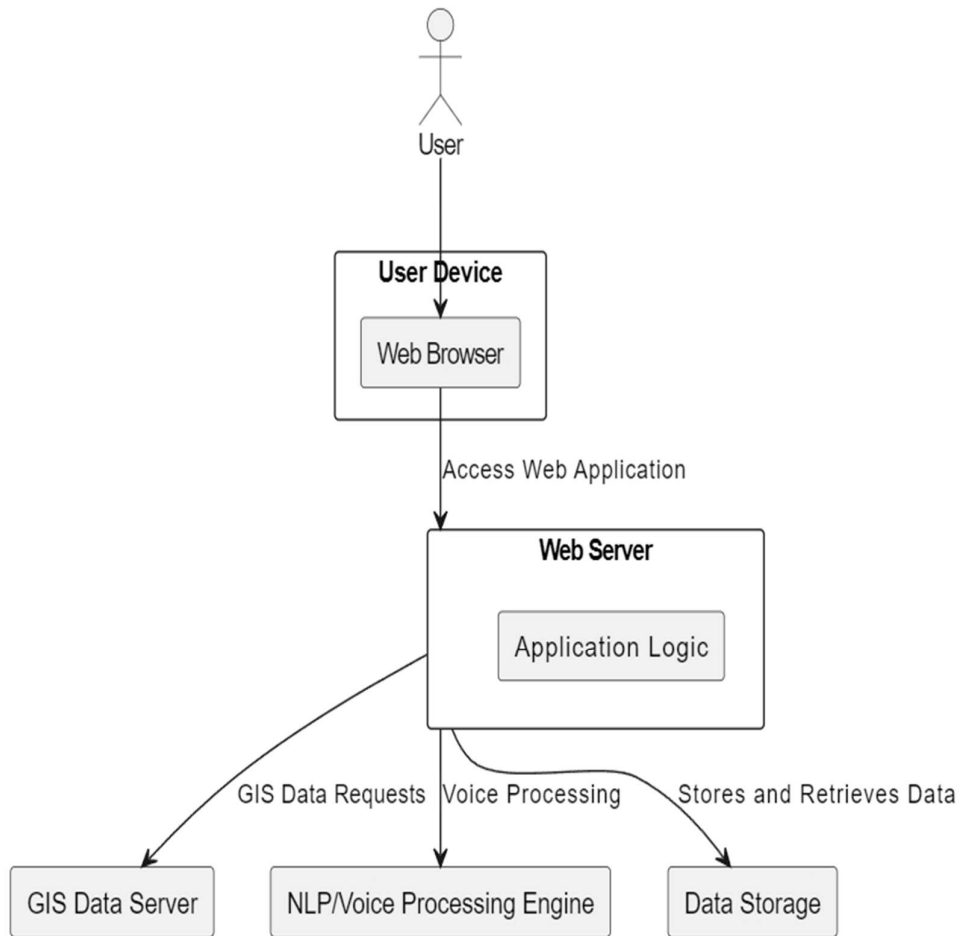 User
User Device
Web Browser
Access Web Application
Web Server
Application Logic
GIS Data Requests
Voice Processing
Stores and Retrieves Data
GIS Data Server
NLP/Voice Processing Engine
Data Storage